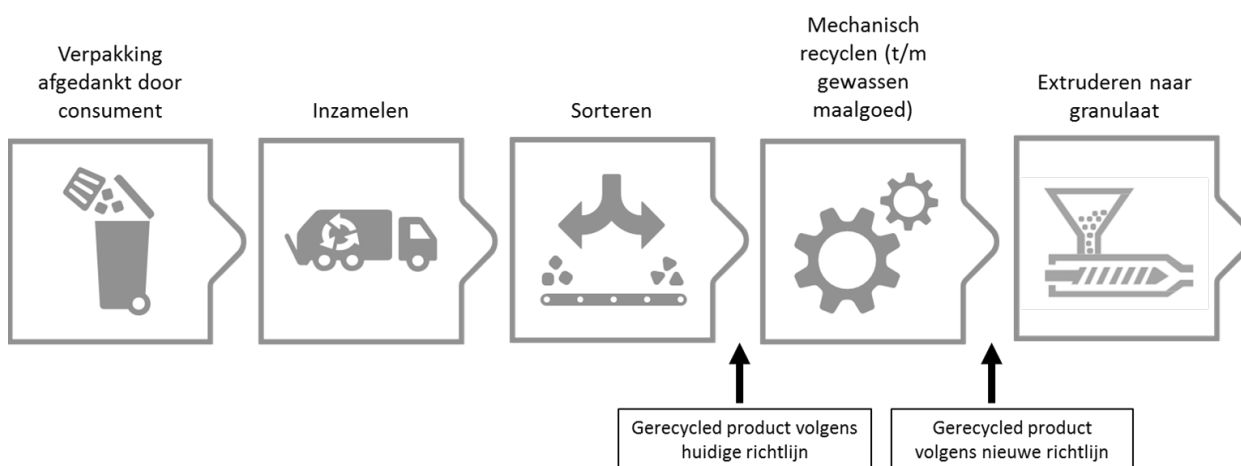 Verpakking
afgedankt door
consument
Inzamelen
Sorteren
Mechanisch
recyclen (t/m
gewassen
maalgoed)
Extruderen naar
granulaat
Gerecycled product volgens
huidige richtlijn
Gerecycled product
volgens nieuwe richtlijn